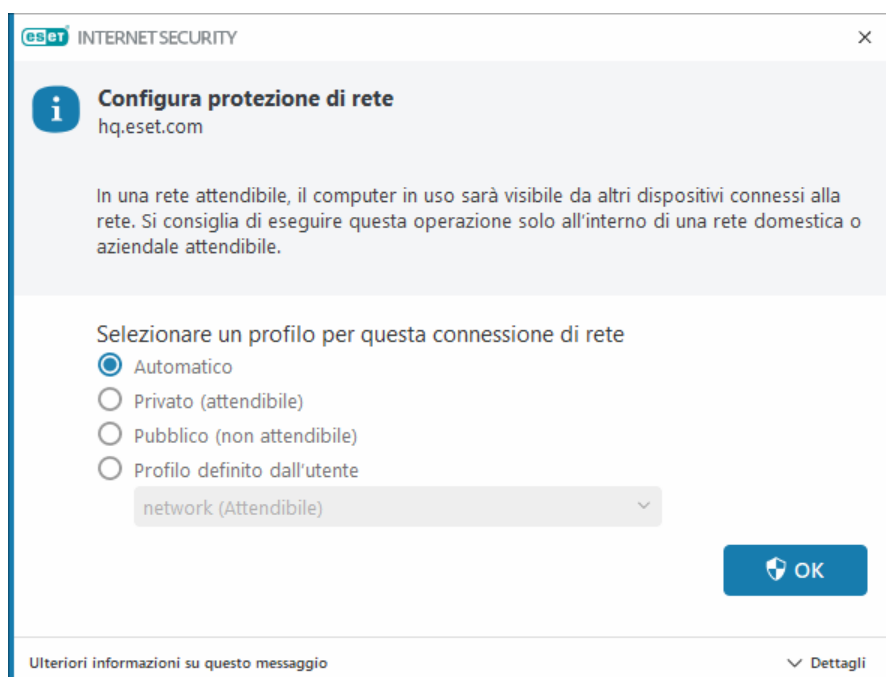 eset INTERNET SECURITY
Configura protezione di rete
hq.eset.com
In una rete attendibile, il computer in uso sarà visibile da altri dispositivi connessi alla
rete. Si consiglia di eseguire questa operazione solo all'interno di una rete domestica o
aziendale attendibile.
Selezionare un profilo per questa connessione di rete
Automatico
Privato (attendibile)
Pubblico (non attendibile)
Profilo definito dall'utente
network (Attendibile)
OK
Ulteriori informazioni su questo messaggio
Dettagli